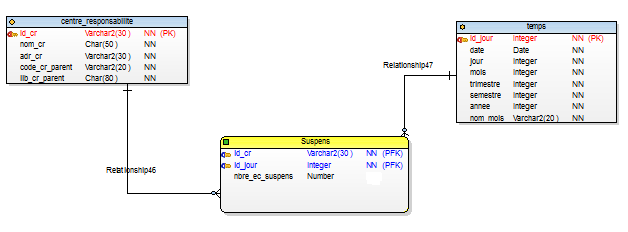 centre_responsabilite
id_cr Varchar2(30 ) NN (PK)
nom_cr Char(50 ) NN
adr_cr Varchar2(30 ) NN
code_cr_parent Varchar2(20 ) NN
lib_cr_parent Char(80 ) NN
temps
id_jour Integer NN (PK)
date Date NN
jour Integer NN
mois Integer NN
trimestre Integer NN
semestre Integer NN
annee Integer NN
nom_mois Varchar2(20 ) NN
Relationship47
Suspens
id_cr Varchar2(30 ) NN (PFK)
id_jour Integer NN (PFK)
nbre_ec_suspens Number
Relationship46